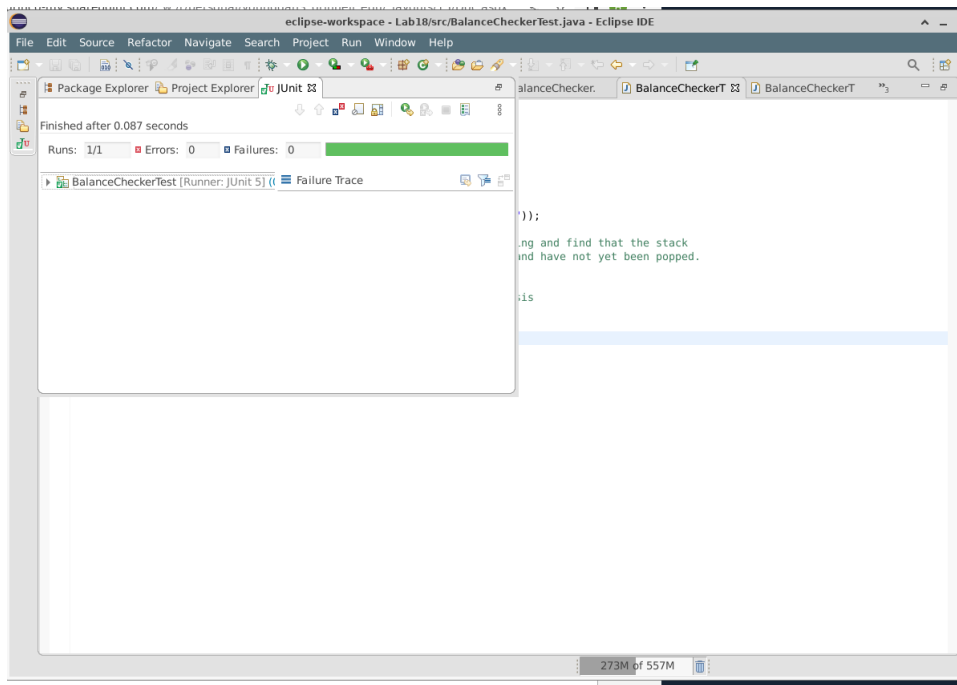 eclipse-workspace - Lab18/src/BalanceCheckerTest.java - Eclipse IDE
File Edit Source Refactor Navigate Search Project Run Window Help
Package Explorer Project Explorer JUnit
alanceChecker. BalanceCheckerT BalanceCheckerT »3
Finished after 0.087 seconds
Runs: 1/1 Errors: 0 Failures: 0
BalanceCheckerTest [Runner: JUnit 5] (
Failure Trace
"));
ng and find that the stack
and have not yet been popped.
sis
273M of 557M